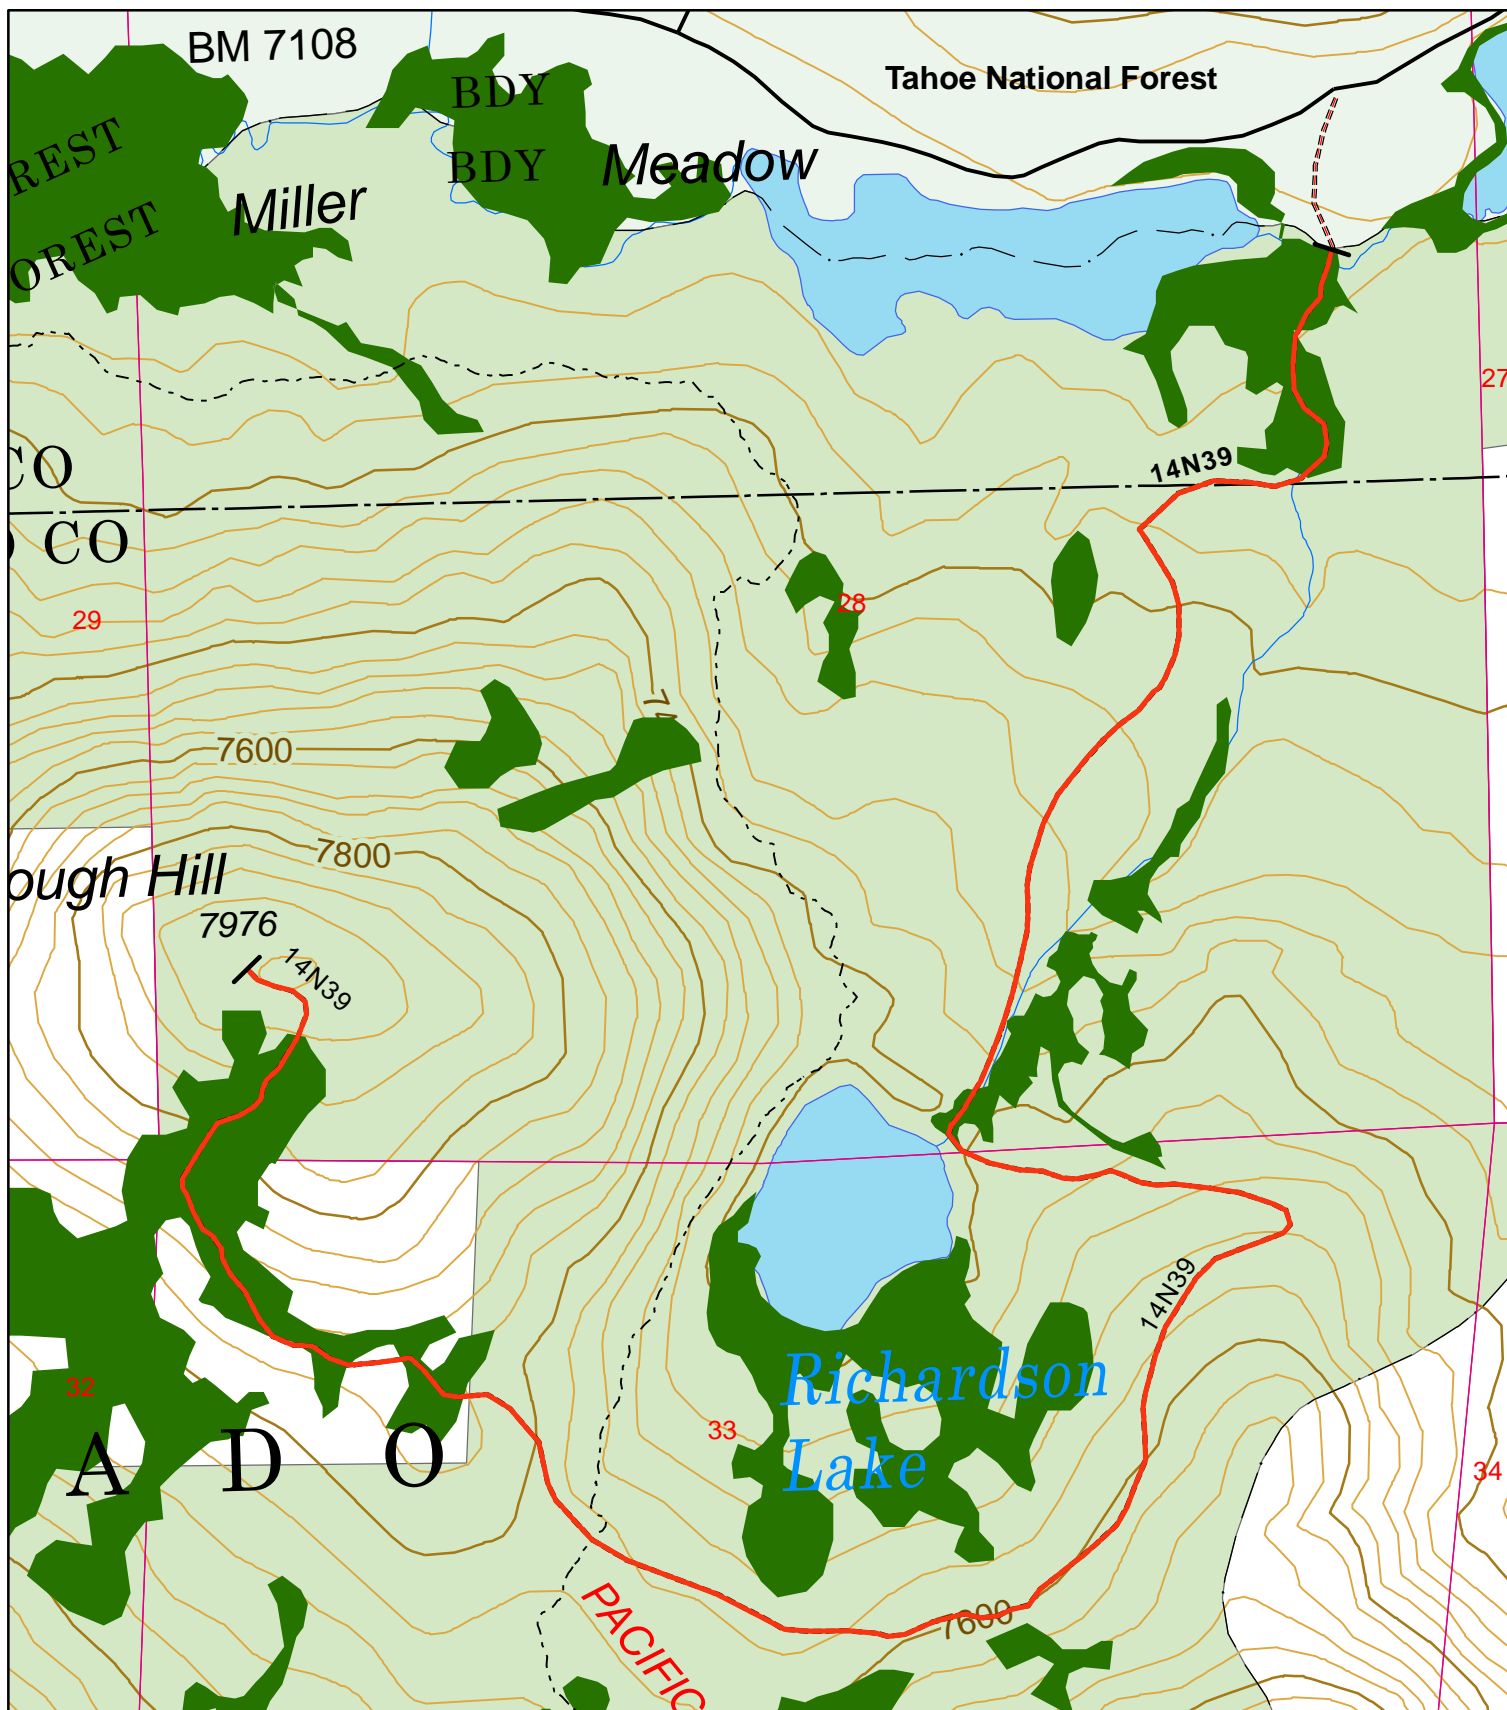 BM 7108
BDY
Tahoe National Forest
REST
BDY
Meadow
Miller
OREST
27
CO
14N39
CO
29
28
7600
7800
ough Hill
7976
14N39
14N39
Richardson
Lake
32
33
34
A D O
7600
PACIFIC